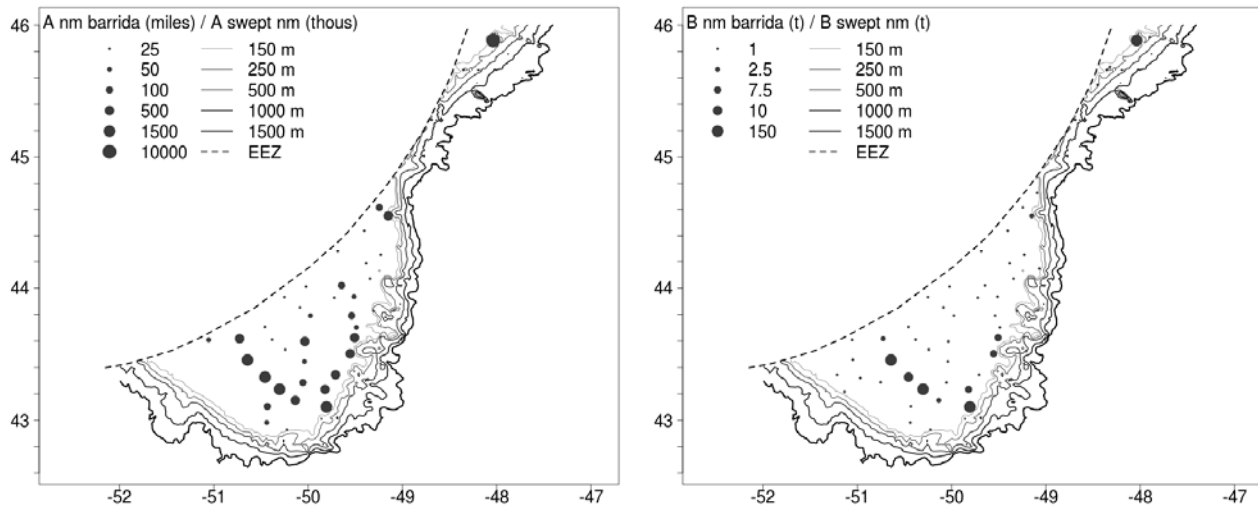 A nm barrida (miles) / A swept nm (thous)
25 150 m
50 250 m
100 500 m
500 1000 m
1500 1500 m
10000 EEZ
46
45
44
43
-52 -51 -50 -49 -48 -47
B nm barrida (t) / B swept nm (t)
1 150 m
2.5 250 m
7.5 500 m
10 1000 m
150 1500 m
EEZ
46
45
44
43
-52 -51 -50 -49 -48 -47